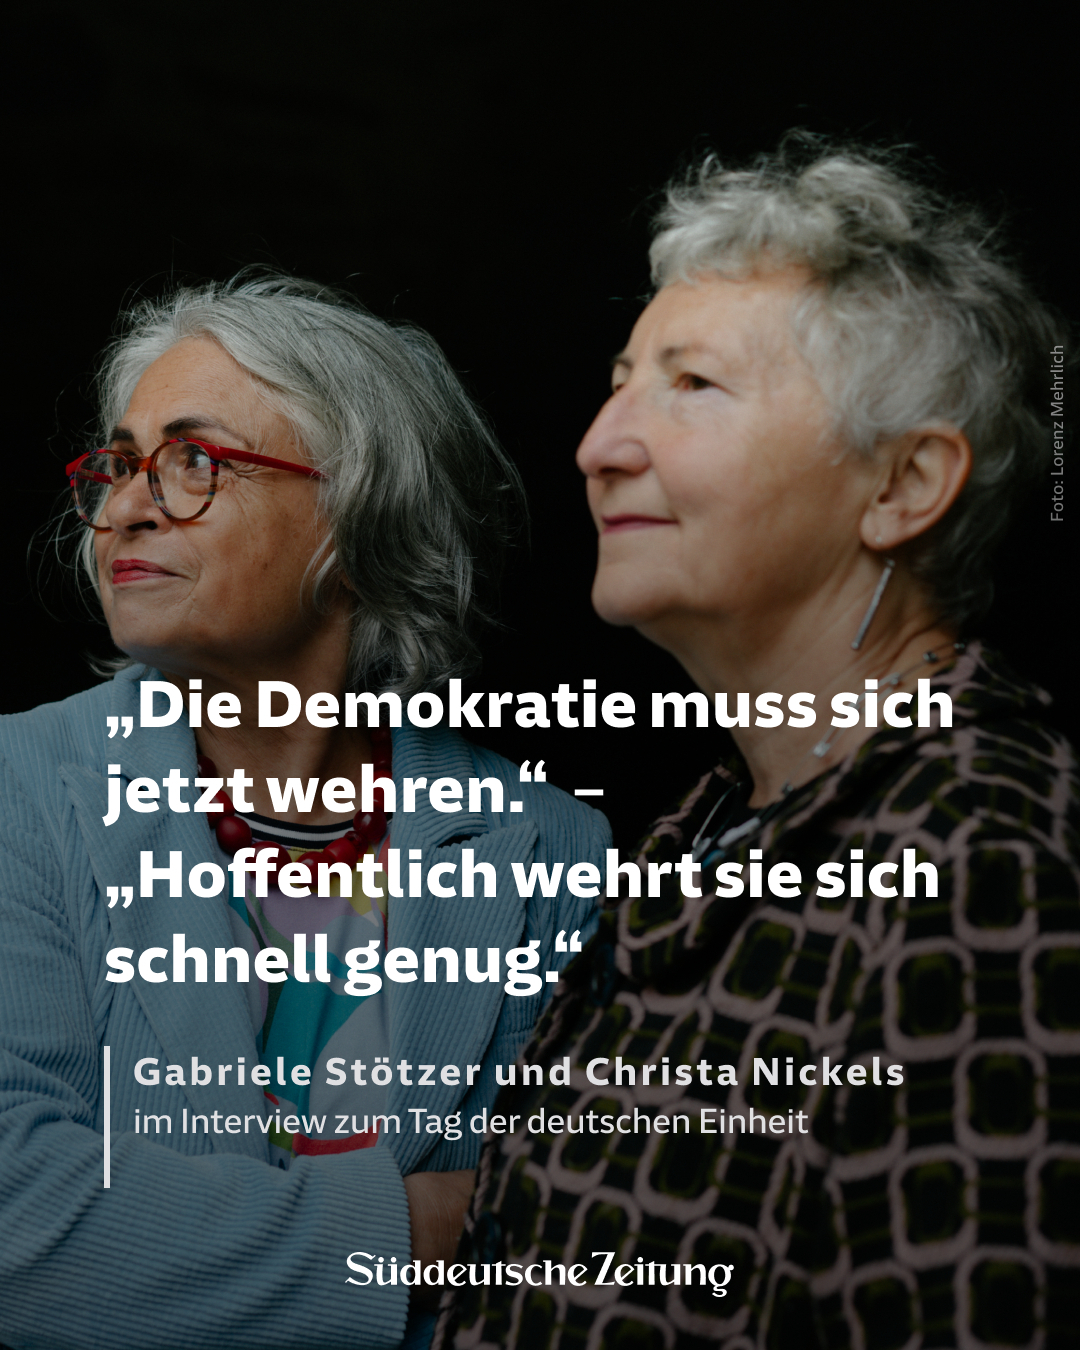 Foto: Lorenz Mehrlich
„Die Demokratie muss sich
jetzt wehren.“ –
„Hoffentlich wehrt sie sich
schnell genug.“
Gabriele Stötzer und Christa Nickels
im Interview zum Tag der deutschen Einheit
Süddeutsche Zeitung